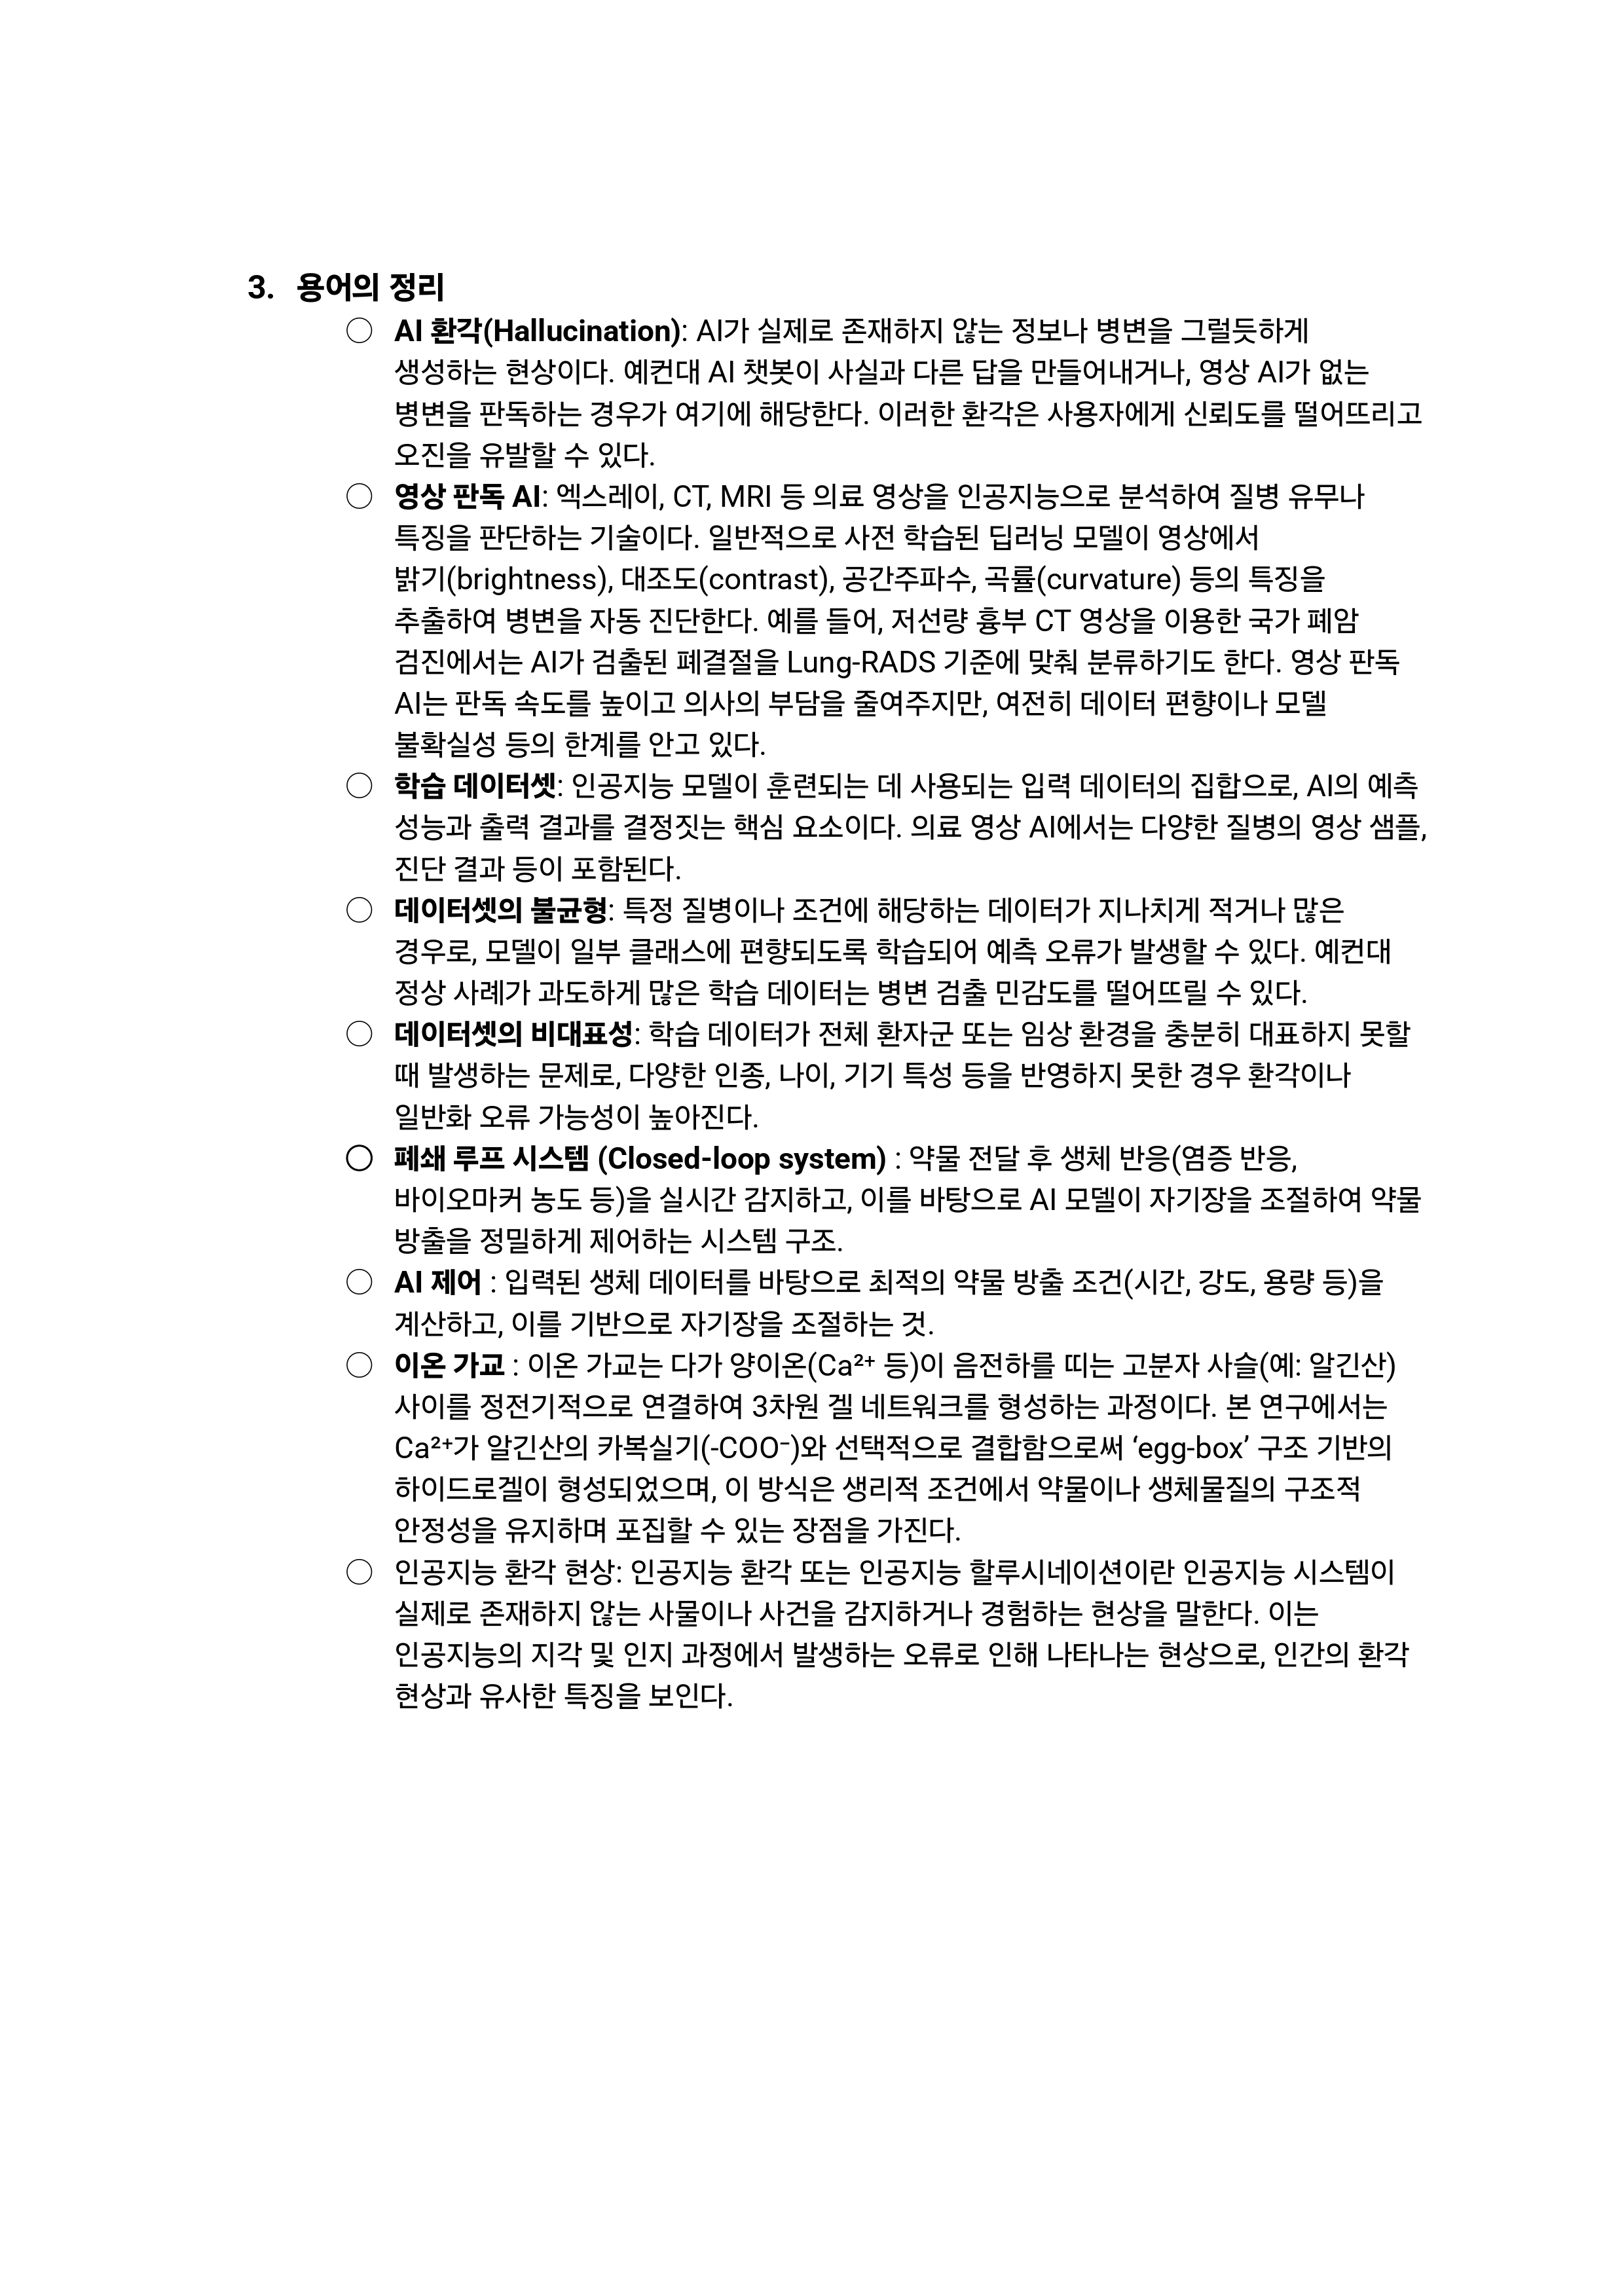 3. 용어의 정리
○ AI 환각(Hallucination): AI가 실제로 존재하지 않는 정보나 병변을 그럴듯하게
생성하는 현상이다. 예컨대 AI 챗봇이 사실과 다른 답을 만들어내거나, 영상 AI가 없는
병변을 판독하는 경우가 여기에 해당한다. 이러한 환각은 사용자에게 신뢰도를 떨어뜨리고
오진을 유발할 수 있다.
○ 영상 판독 AI: 엑스레이, CT, MRI 등 의료 영상을 인공지능으로 분석하여 질병 유무나
특징을 판단하는 기술이다. 일반적으로 사전 학습된 딥러닝 모델이 영상에서
밝기(brightness), 대조도(contrast), 공간주파수, 곡률(curvature) 등의 특징을
추출하여 병변을 자동 진단한다. 예를 들어, 저선량 흉부 CT 영상을 이용한 국가 폐암
검진에서는 AI가 검출된 폐결절을 Lung-RADS 기준에 맞춰 분류하기도 한다. 영상 판독
AI는 판독 속도를 높이고 의사의 부담을 줄여주지만, 여전히 데이터 편향이나 모델
불확실성 등의 한계를 안고 있다.
○ 학습 데이터셋: 인공지능 모델이 훈련되는 데 사용되는 입력 데이터의 집합으로, AI의 예측
성능과 출력 결과를 결정짓는 핵심 요소이다. 의료 영상 AI에서는 다양한 질병의 영상 샘플,
진단 결과 등이 포함된다.
○ 데이터셋의 불균형: 특정 질병이나 조건에 해당하는 데이터가 지나치게 적거나 많은
경우로, 모델이 일부 클래스에 편향되도록 학습되어 예측 오류가 발생할 수 있다. 예컨대
정상 사례가 과도하게 많은 학습 데이터는 병변 검출 민감도를 떨어뜨릴 수 있다.
○ 데이터셋의 비대표성: 학습 데이터가 전체 환자군 또는 임상 환경을 충분히 대표하지 못할
때 발생하는 문제로, 다양한 인종, 나이, 기기 특성 등을 반영하지 못한 경우 환각이나
일반화 오류 가능성이 높아진다.
○ 폐쇄 루프 시스템 (Closed-loop system) : 약물 전달 후 생체 반응(염증 반응,
바이오마커 농도 등)을 실시간 감지하고, 이를 바탕으로 AI 모델이 자기장을 조절하여 약물
방출을 정밀하게 제어하는 시스템 구조.
○ AI 제어 : 입력된 생체 데이터를 바탕으로 최적의 약물 방출 조건(시간, 강도, 용량 등)을
계산하고, 이를 기반으로 자기장을 조절하는 것.
○ 이온 가교 : 이온 가교는 다가 양이온(Ca²⁺ 등)이 음전하를 띠는 고분자 사슬(예: 알긴산)
사이를 정전기적으로 연결하여 3차원 겔 네트워크를 형성하는 과정이다. 본 연구에서는
Ca²⁺가 알긴산의 카복실기(-COO⁻)와 선택적으로 결합함으로써 ‘egg-box’ 구조 기반의
하이드로겔이 형성되었으며, 이 방식은 생리적 조건에서 약물이나 생체물질의 구조적
안정성을 유지하며 포집할 수 있는 장점을 가진다.
○ 인공지능 환각 현상: 인공지능 환각 또는 인공지능 할루시네이션이란 인공지능 시스템이
실제로 존재하지 않는 사물이나 사건을 감지하거나 경험하는 현상을 말한다. 이는
인공지능의 지각 및 인지 과정에서 발생하는 오류로 인해 나타나는 현상으로, 인간의 환각
현상과 유사한 특징을 보인다.